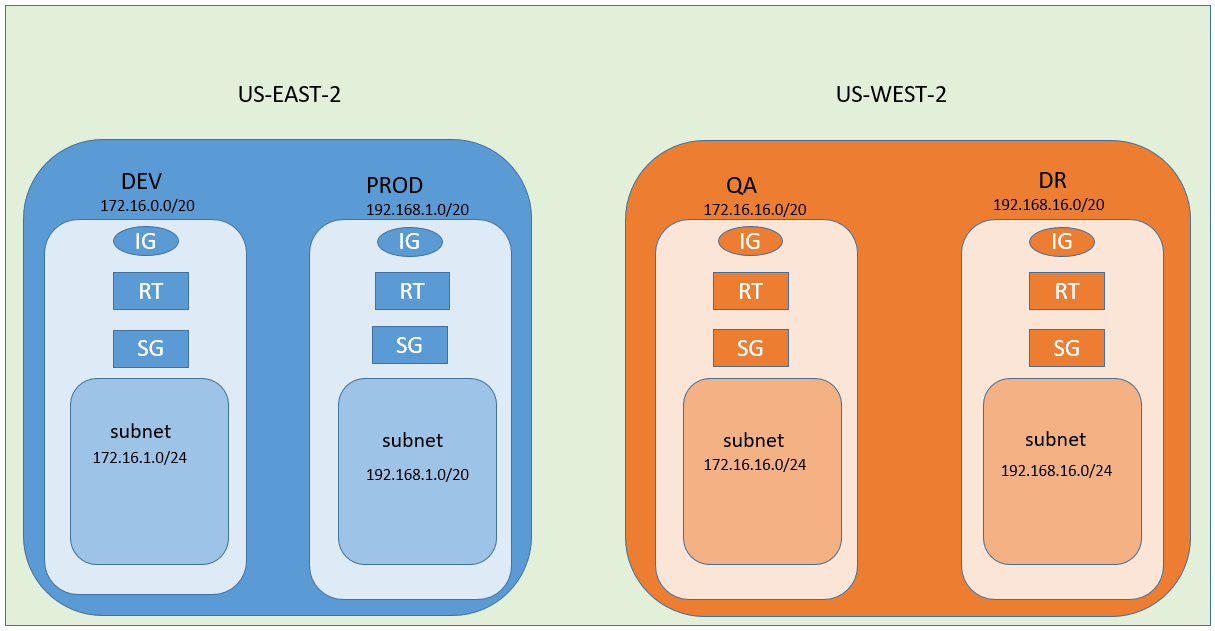 US-EAST-2
DEV
172.16.0.0/20
IG
RT
SG
subnet
172.16.1.0/24
PROD
192.168.1.0/20
IG
RT
SG
subnet
192.168.1.0/20
US-WEST-2
QA
172.16.16.0/20
IG
RT
SG
subnet
172.16.16.0/24
DR
192.168.16.0/20
IG
RT
SG
subnet
192.168.16.0/24